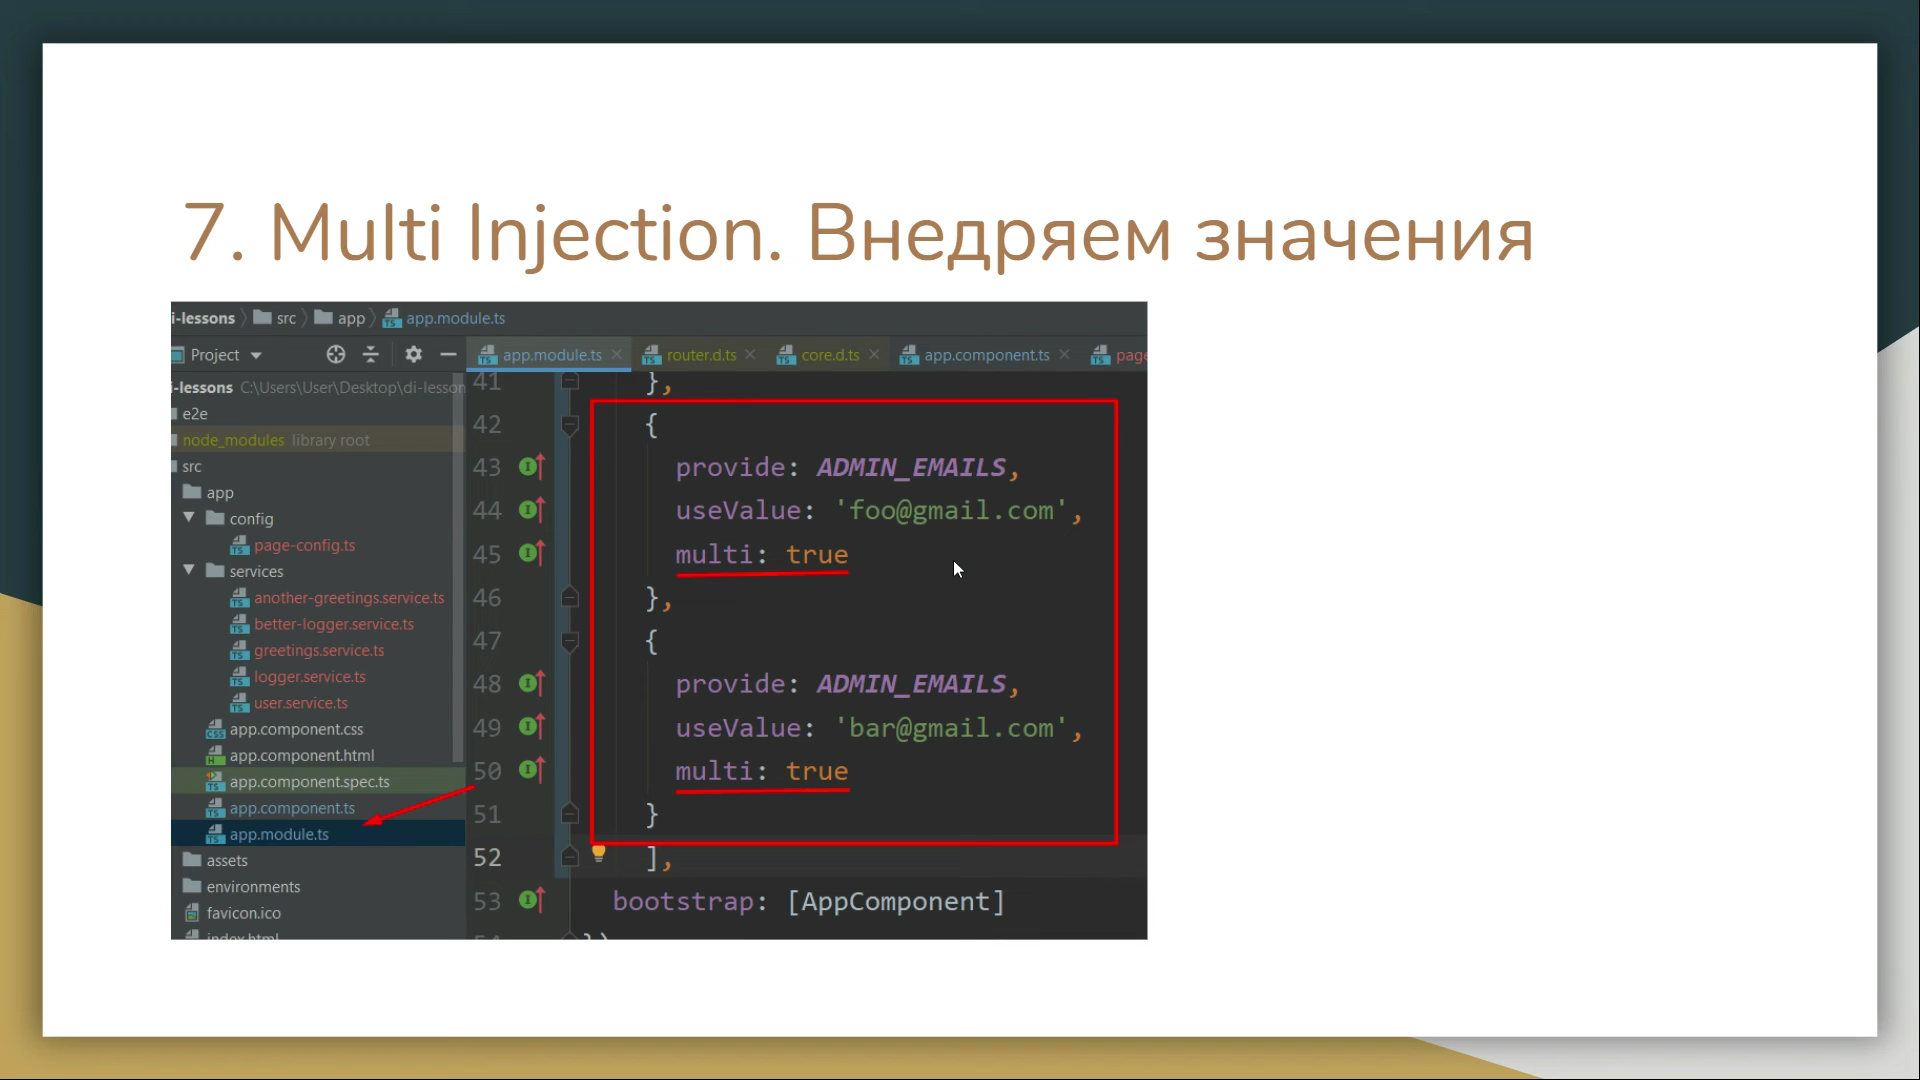 7. Multi Injection. Внедряем значения
i-lessons src app app.module.ts
Project
app.module.ts router.d.ts core.d.ts app.component.ts page
i-lessons C:\Users\User\Desktop\di-lesson
e2e
node_modules library root
src
app
config
page-config.ts
services
another-greetings.service.ts
better-logger.service.ts
greetings.service.ts
logger.service.ts
user.service.ts
app.component.css
app.component.html
app.component.spec.ts
app.component.ts
app.module.ts
assets
environments
favicon.ico
index.html
41 },
42 {
43 provide: ADMIN_EMAILS,
44 useValue: 'foo@gmail.com',
45 multi: true
46 },
47 {
48 provide: ADMIN_EMAILS,
49 useValue: 'bar@gmail.com',
50 multi: true
51 }
52 ],
53 bootstrap: [AppComponent]